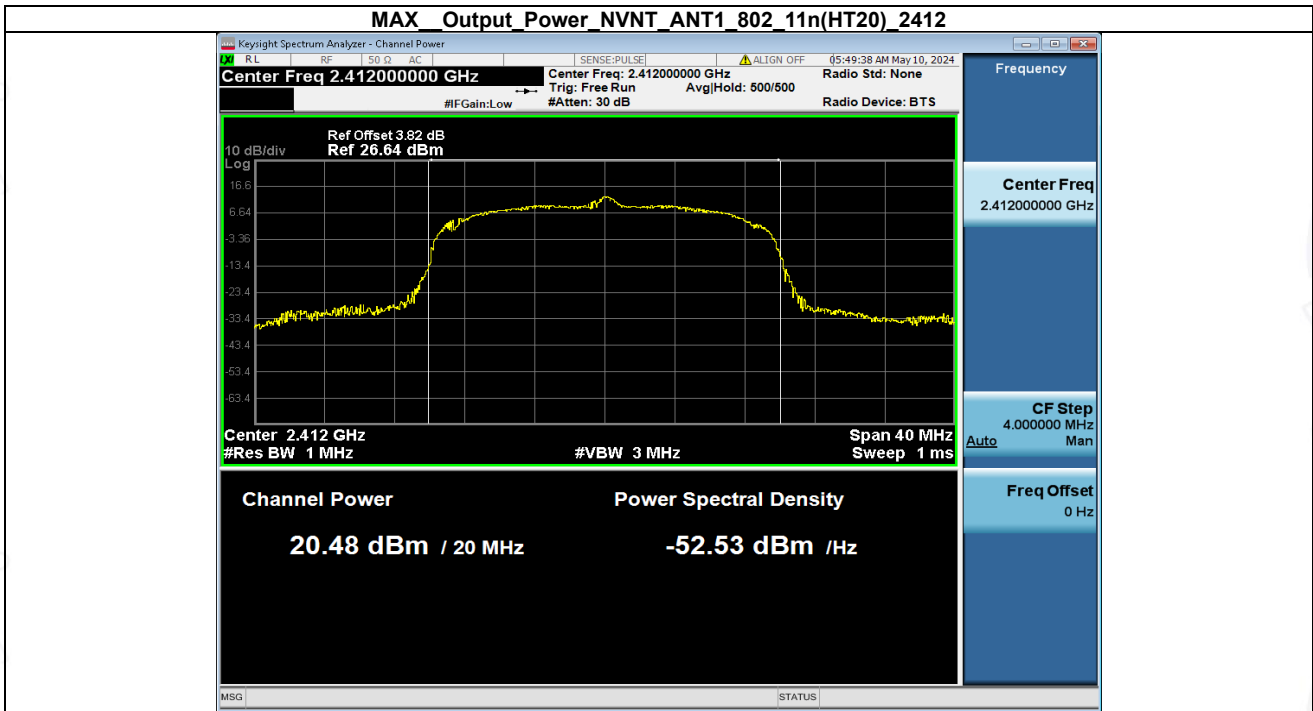 MAX__Output_Power_NVNT_ANT1_802_11n(HT20)_2412
Keysight Spectrum Analyzer - Channel Power
LXI RL RF 50 Ω AC SENSE:PULSE ALIGN OFF 05:49:38 AM May 10, 2024
Center Freq 2.412000000 GHz
Center Freq: 2.412000000 GHz Radio Std: None
Trig: Free Run Avg|Hold: 500/500
#IFGain:Low #Atten: 30 dB Radio Device: BTS
Ref Offset 3.82 dB
10 dB/div Ref 26.64 dBm
Log
16.6
6.64
-3.36
-13.4
-23.4
-33.4
-43.4
-53.4
-63.4
Center 2.412 GHz Span 40 MHz
#Res BW 1 MHz #VBW 3 MHz Sweep 1 ms
Channel Power Power Spectral Density
20.48 dBm / 20 MHz -52.53 dBm /Hz
MSG STATUS
Frequency
Center Freq
2.412000000 GHz
CF Step
4.000000 MHz
Auto Man
Freq Offset
0 Hz